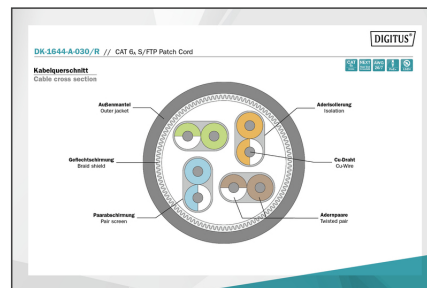 DIGITUS®
DK-1644-A-030/R // CAT 6A S/FTP Patch Cord
Kabelquerschnitt
Cable cross section
Außenmantel
Outer jacket
Aderisolierung
Isolation
Geflechtschirmung
Braid shield
Cu-Draht
Cu-Wire
Paarabschirmung
Pair screen
Adernpaare
Twisted pair